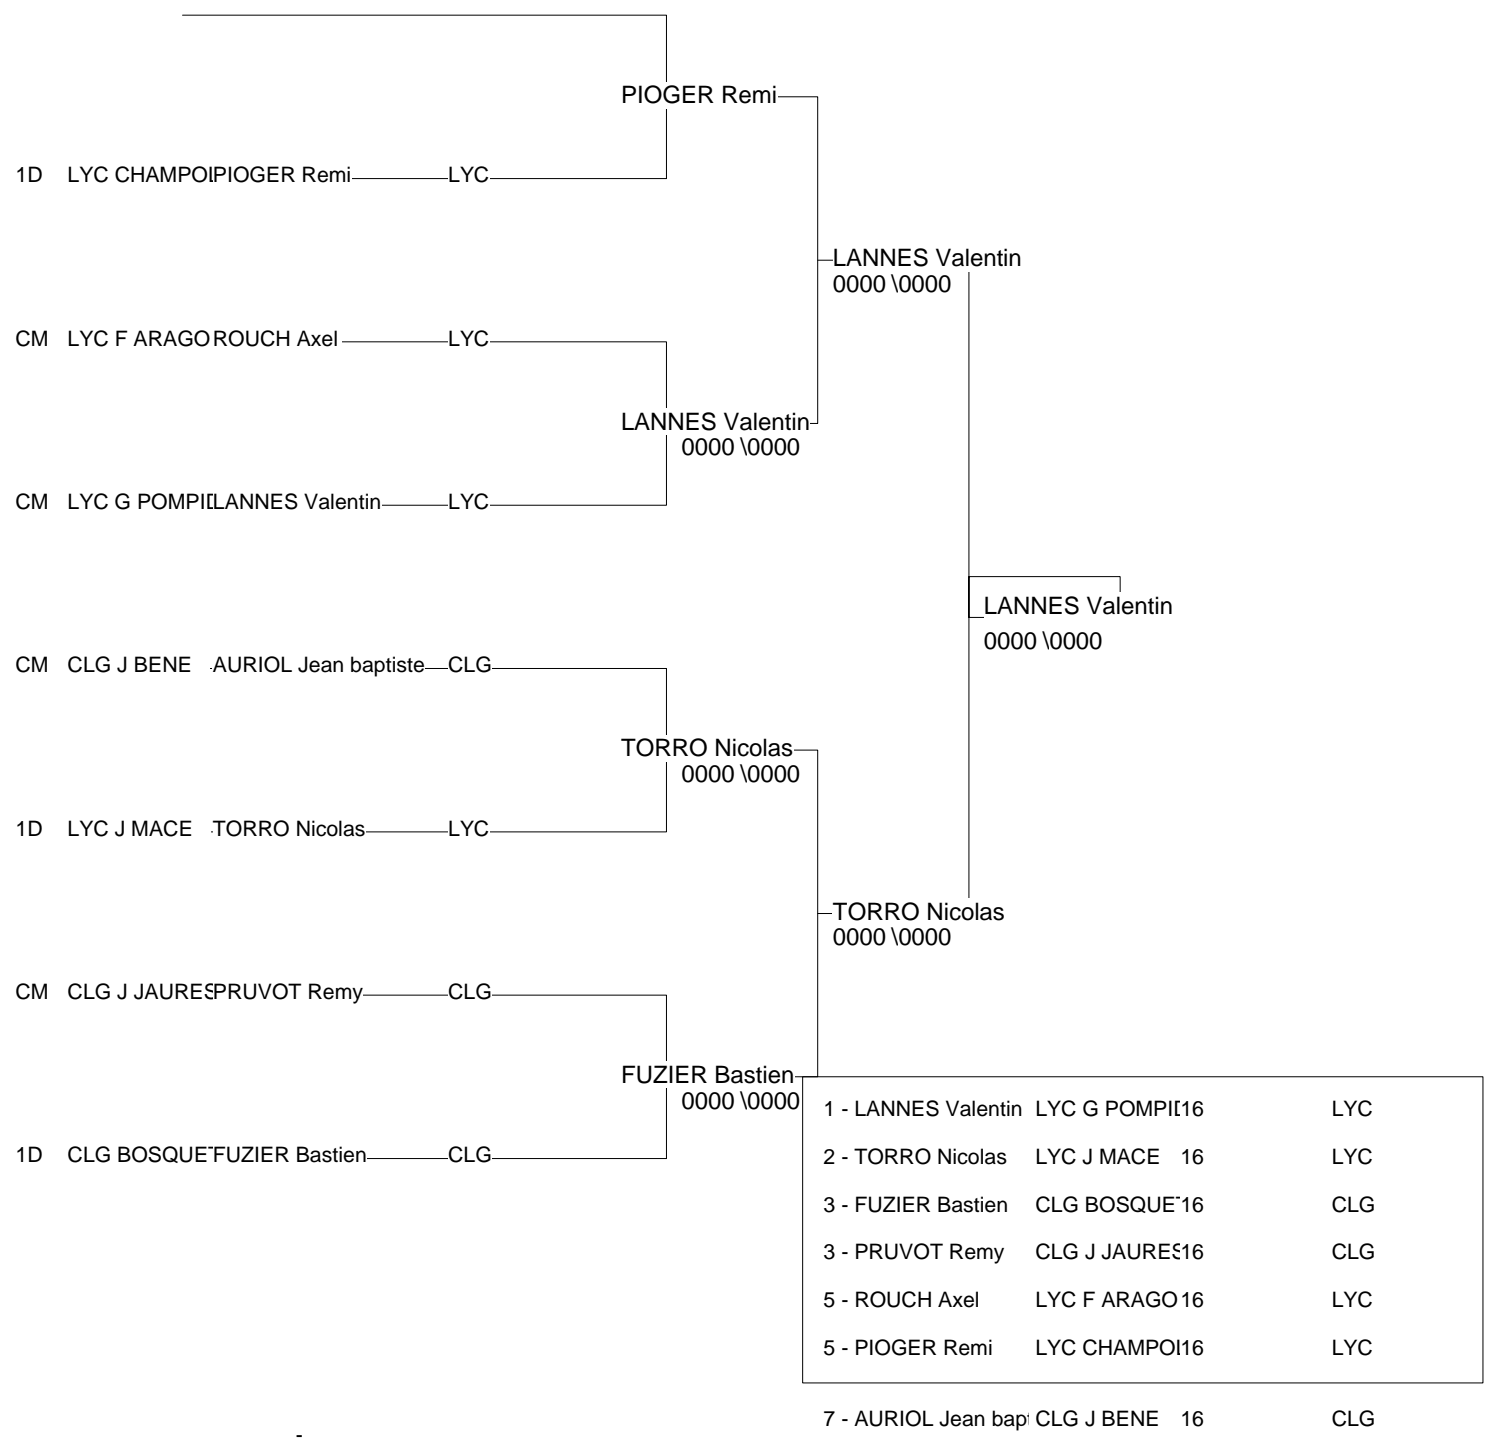 PIOGER Remi
1D LYC CHAMPOL PIOGER Remi LYC
LANNES Valentin
0000 \0000
CM LYC F ARAGO ROUCH Axel LYC
LANNES Valentin
0000 \0000
CM LYC G POMPID LANNES Valentin LYC
LANNES Valentin
0000 \0000
CM CLG J BENE AURIOL Jean baptiste CLG
TORRO Nicolas
0000 \0000
1D LYC J MACE TORRO Nicolas LYC
TORRO Nicolas
0000 \0000
CM CLG J JAURES PRUVOT Remy CLG
FUZIER Bastien
0000 \0000
1D CLG BOSQUET FUZIER Bastien CLG
1 - LANNES Valentin LYC G POMPID 16 LYC
2 - TORRO Nicolas LYC J MACE 16 LYC
3 - FUZIER Bastien CLG BOSQUET 16 CLG
3 - PRUVOT Remy CLG J JAURES 16 CLG
5 - ROUCH Axel LYC F ARAGO 16 LYC
5 - PIOGER Remi LYC CHAMPOL 16 LYC
7 - AURIOL Jean bapt CLG J BENE 16 CLG